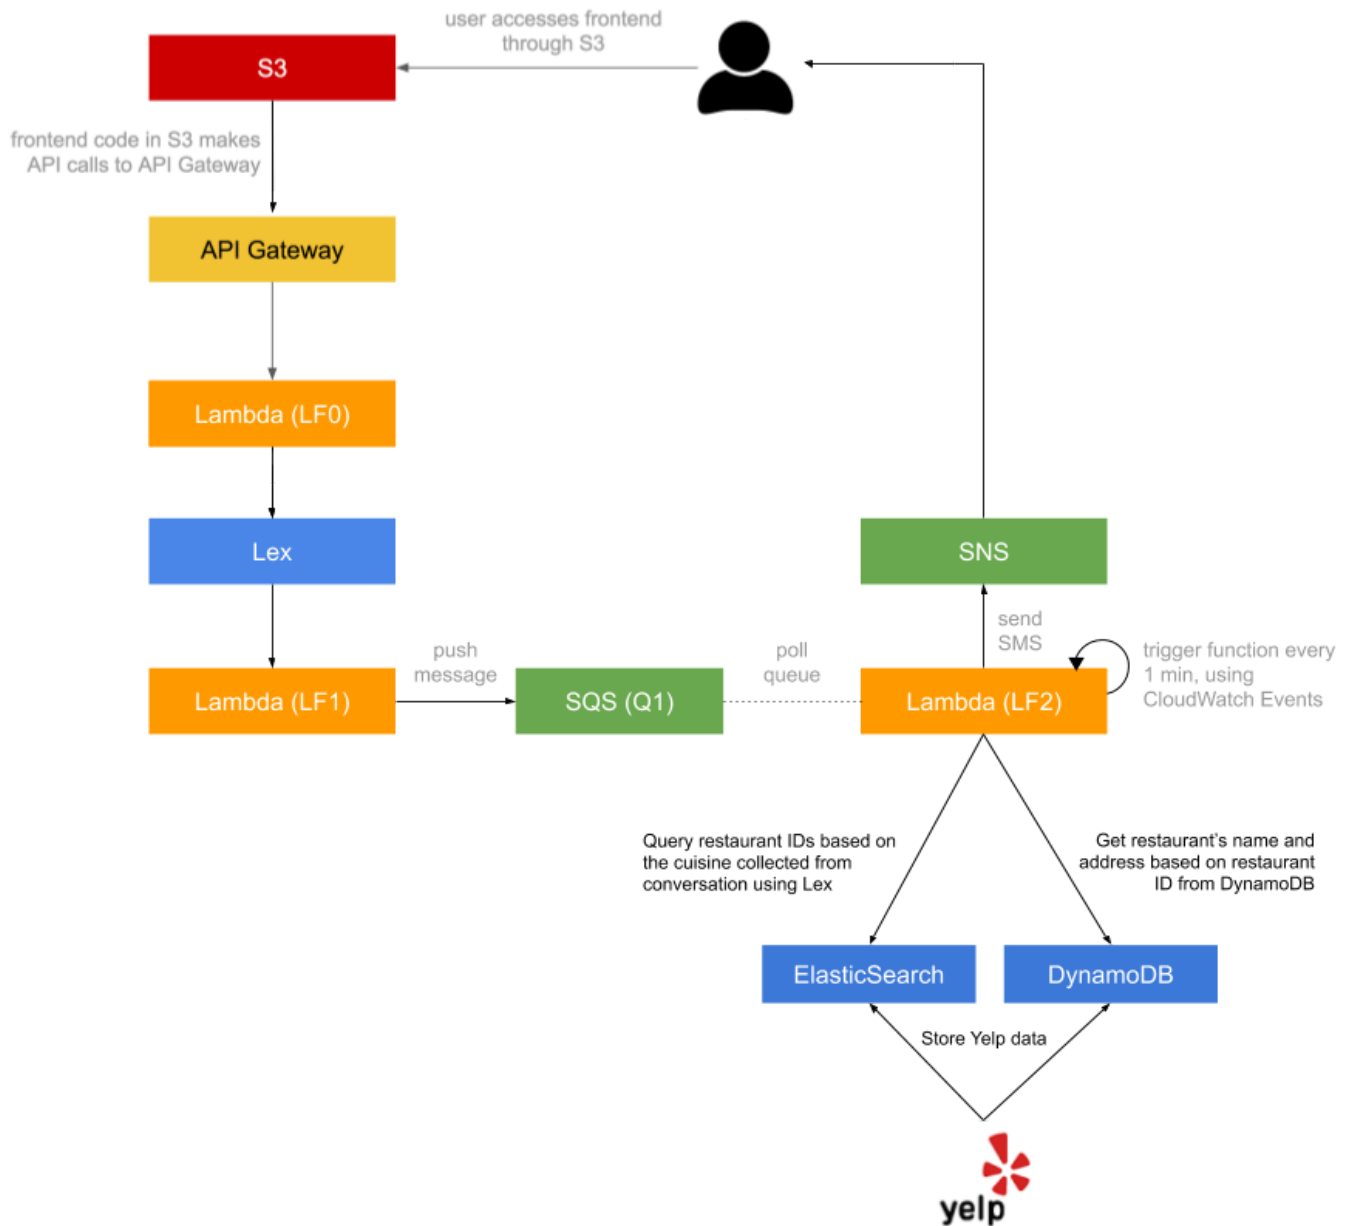 user accesses frontend
through S3
S3
frontend code in S3 makes
API calls to API Gateway
API Gateway
Lambda (LF0)
Lex
SNS
send
SMS
push
message
poll
queue
trigger function every
1 min, using
CloudWatch Events
Lambda (LF1)
SQS (Q1)
Lambda (LF2)
Query restaurant IDs based on
the cuisine collected from
conversation using Lex
Get restaurant's name and
address based on restaurant
ID from DynamoDB
ElasticSearch
DynamoDB
Store Yelp data
yelp